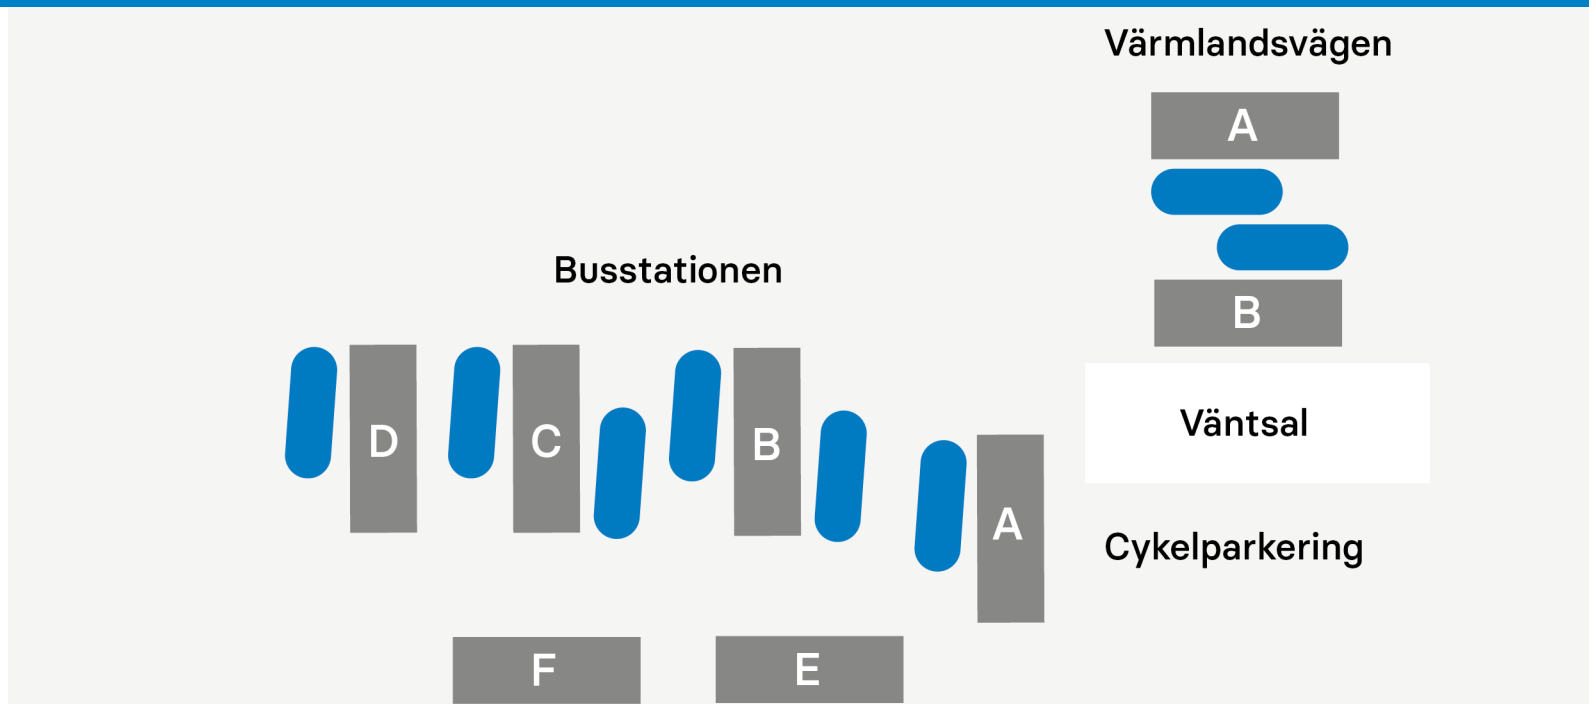 Värmlandsvägen
A
B
Busstationen
Väntsal
D
C
B
A
Cykelparkering
F
E